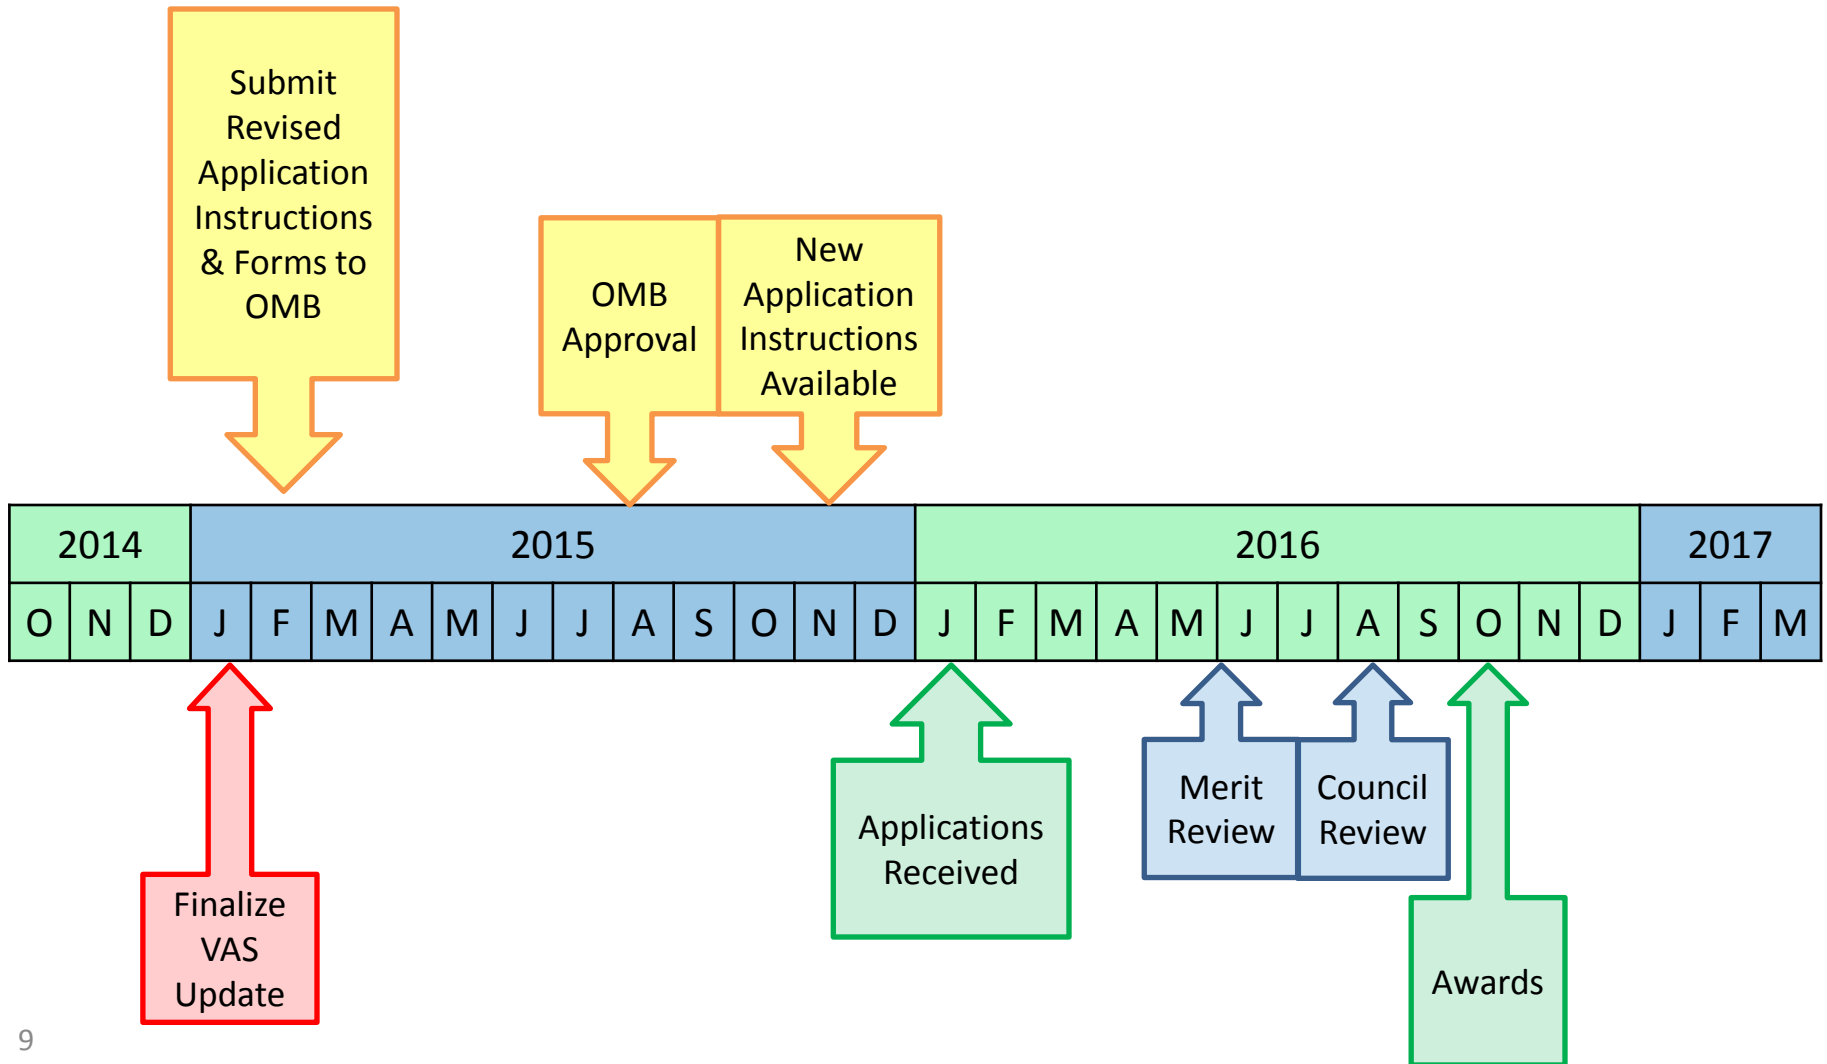 Submit
Revised
Application
Instructions
& Forms to
OMB
OMB
Approval
New
Application
Instructions
Available
2014 2015 2016 2017
O N D J F M A M J J A S O N D J F M A M J J A S O N D J F M
Finalize
VAS
Update
Applications
Received
Merit
Review
Council
Review
Awards
9